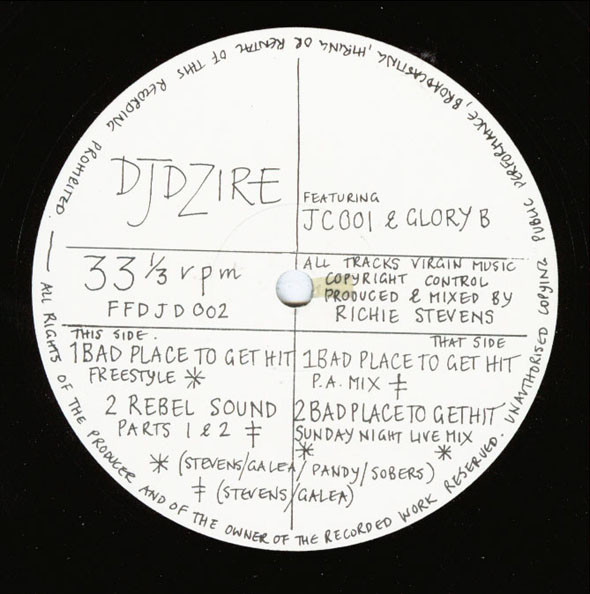 DJDZIRE
FEATURING
JC001 & GLORY B
33 ⅓ rpm
FFDJD 002
ALL TRACKS VIRGIN MUSIC
COPYRIGHT CONTROL
PRODUCED & MIXED BY
RICHIE STEVENS
THIS SIDE.
1 BAD PLACE TO GET HIT
FREESTYLE *
2 REBEL SOUND
PARTS 1 & 2 ‡
THAT SIDE
1 BAD PLACE TO GET HIT
P.A. MIX ‡
2 BAD PLACE TO GET HIT
SUNDAY NIGHT LIVE MIX
* *
* (STEVENS/GALEA/PANDY/SOBERS)
‡ (STEVENS/GALEA)
ALL RIGHTS OF THE PRODUCER AND OF THE OWNER OF THE RECORDED WORK RESERVED. UNAUTHORISED COPYING PUBLIC PERFORMANCE, BROADCASTING, HIRING OR RENTAL OF THIS RECORDING PROHIBITED —